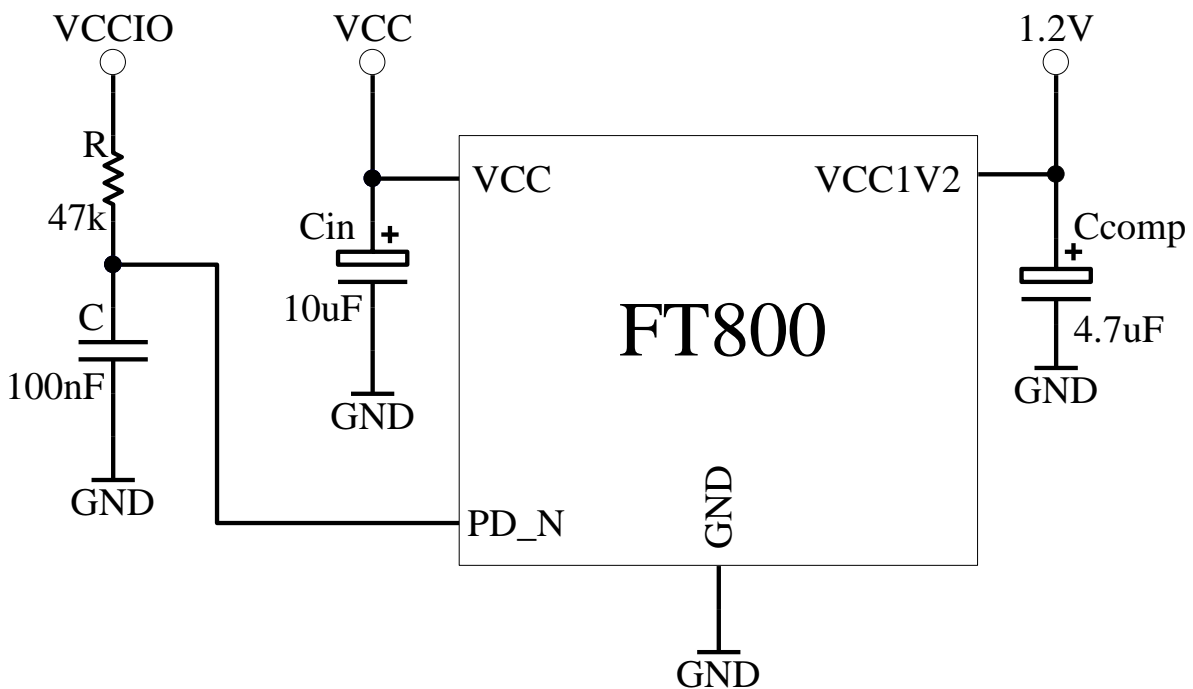 VCCIO
VCC
1.2V
R
47k
VCC
VCC1V2
Cin
+
10uF
Ccomp
+
4.7uF
C
100nF
FT800
GND
GND
GND
PD_N
GND
GND